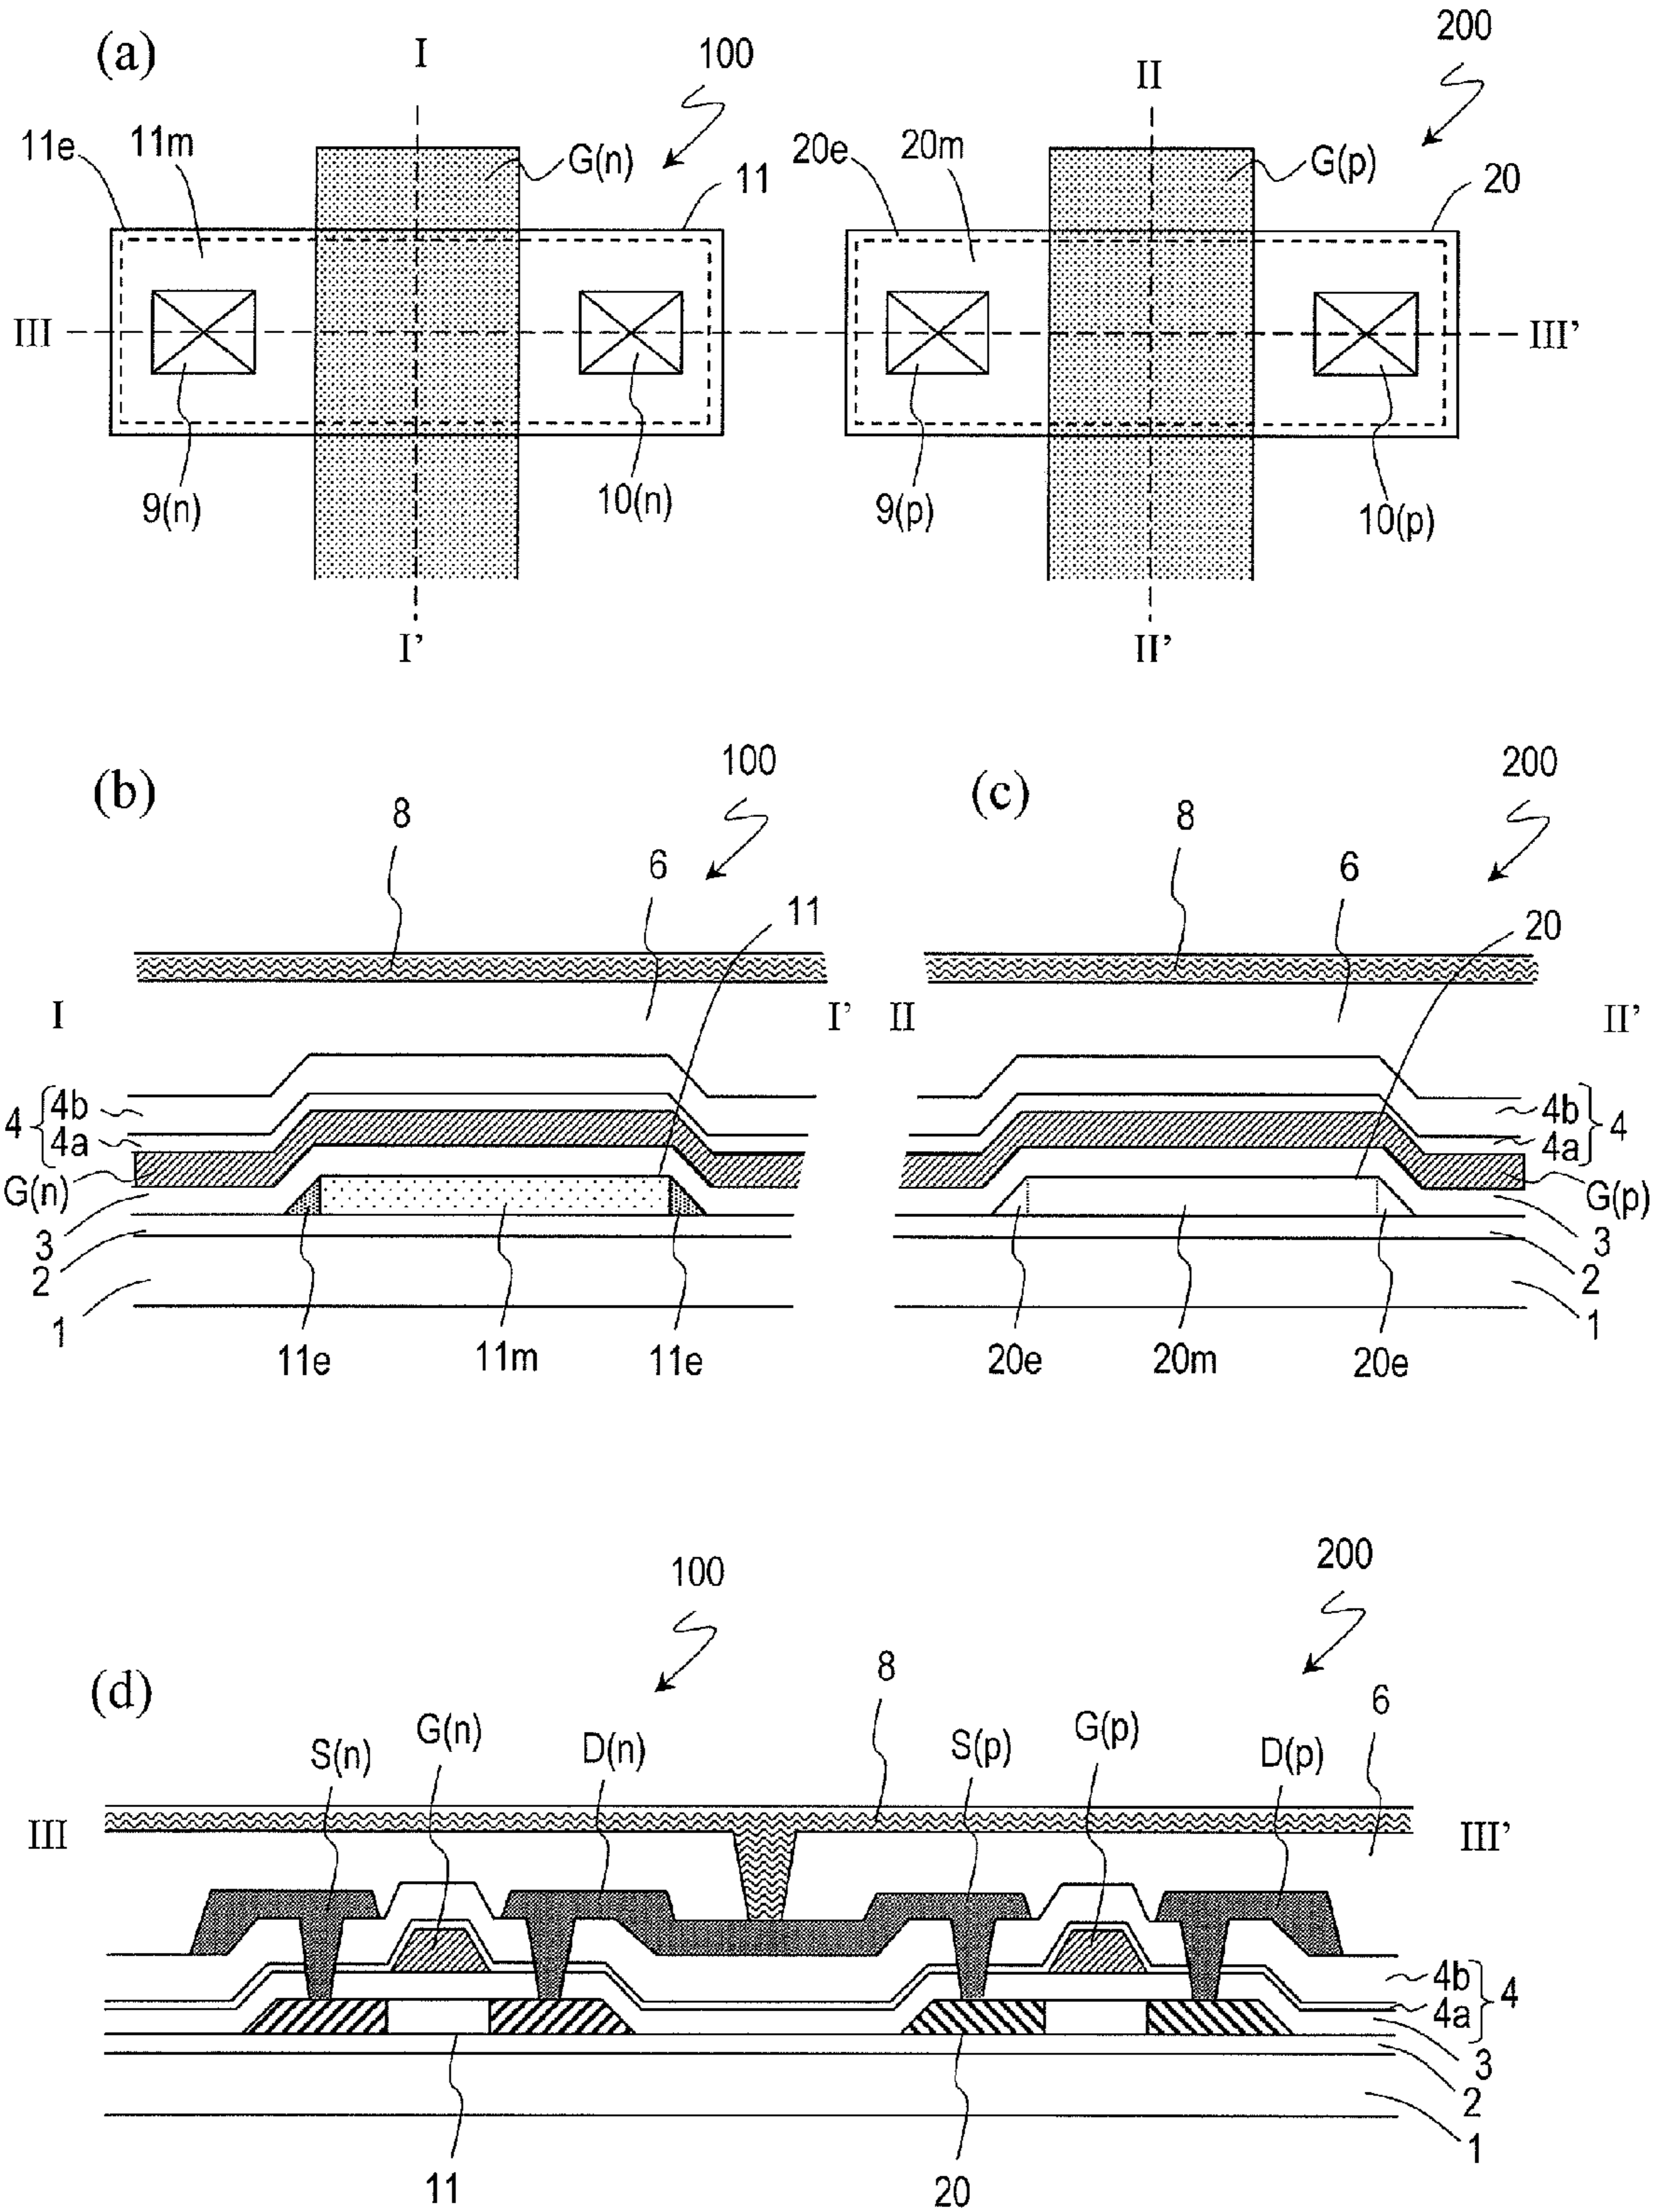 (a)
I
100
II
200
11e
11m
G(n)
11
20e
20m
G(p)
20
III
III’
9(n)
10(n)
9(p)
10(p)
I’
II’
(b)
100
8
6
11
I
I’
4
4b
4a
G(n)
3
2
1
11e
11m
11e
(c)
200
8
6
20
II
II’
4b
4a
4
G(p)
3
2
1
20e
20m
20e
(d)
100
200
8
6
S(n)
G(n)
D(n)
S(p)
G(p)
D(p)
III
III’
4b
4a
4
3
2
1
11
20